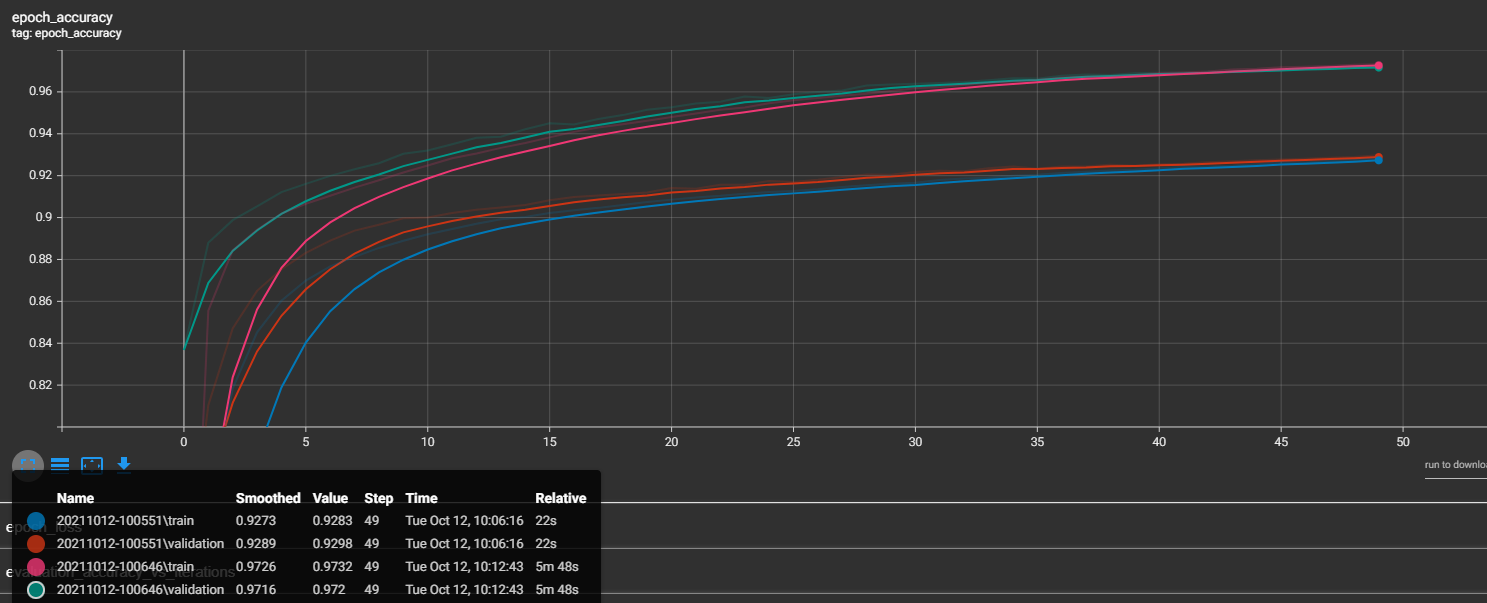 epoch_accuracy
tag: epoch_accuracy
0.96
0.94
0.92
0.9
0.88
0.86
0.84
0.82
0 5 10 15 20 25 30 35 40 45 50
run to downlo
Name Smoothed Value Step Time Relative
20211012-100551\train 0.9273 0.9283 49 Tue Oct 12, 10:06:16 22s
epoch_loss
20211012-100551\validation 0.9289 0.9298 49 Tue Oct 12, 10:06:16 22s
20211012-100646\train 0.9726 0.9732 49 Tue Oct 12, 10:12:43 5m 48s
evaluation_accuracy_vs_iterations
20211012-100646\validation 0.9716 0.972 49 Tue Oct 12, 10:12:43 5m 48s